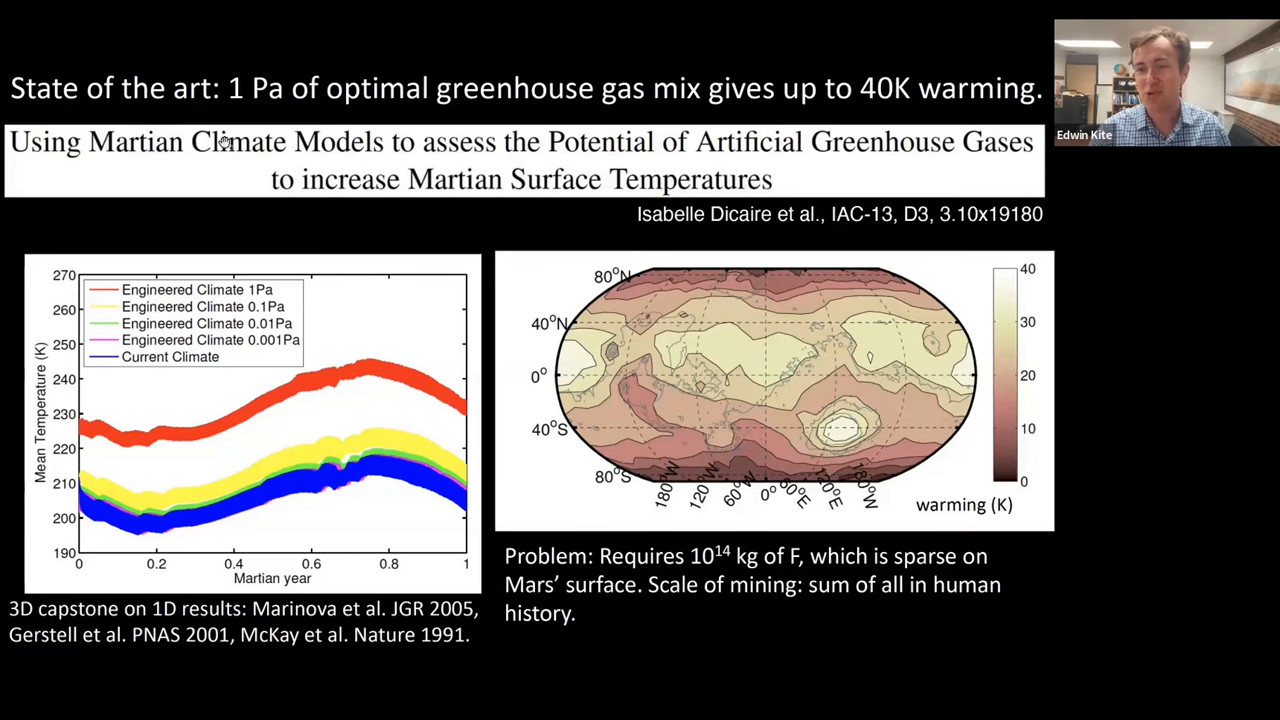 State of the art: 1 Pa of optimal greenhouse gas mix gives up to 40K warming.
Edwin Kite
Using Martian Climate Models to assess the Potential of Artificial Greenhouse Gases
to increase Martian Surface Temperatures
Isabelle Dicaire et al., IAC-13, D3, 3.10x19180
270
260
250
240
230
220
210
200
190
Mean Temperature (K)
Engineered Climate 1Pa
Engineered Climate 0.1Pa
Engineered Climate 0.01Pa
Engineered Climate 0.001Pa
Current Climate
0
0.2
0.4
0.6
0.8
1
Martian year
80°N
40°N
0°
40°S
80°S
180°W
120°W
60°W
0°
60°E
120°E
180°W
40
30
20
10
0
warming (K)
3D capstone on 1D results: Marinova et al. JGR 2005,
Gerstell et al. PNAS 2001, McKay et al. Nature 1991.
Problem: Requires 10¹⁴ kg of F, which is sparse on
Mars’ surface. Scale of mining: sum of all in human
history.